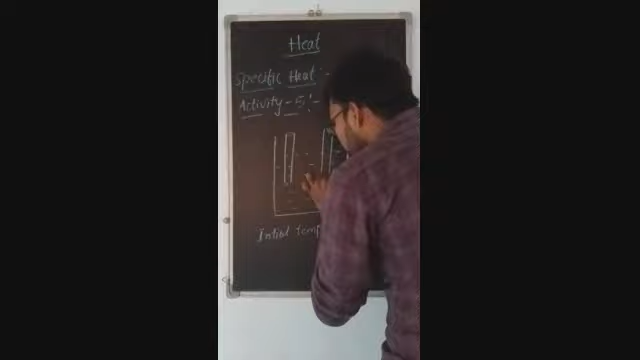 Heat
Specific Heat :-
Activity - 5 :-
Initial temp